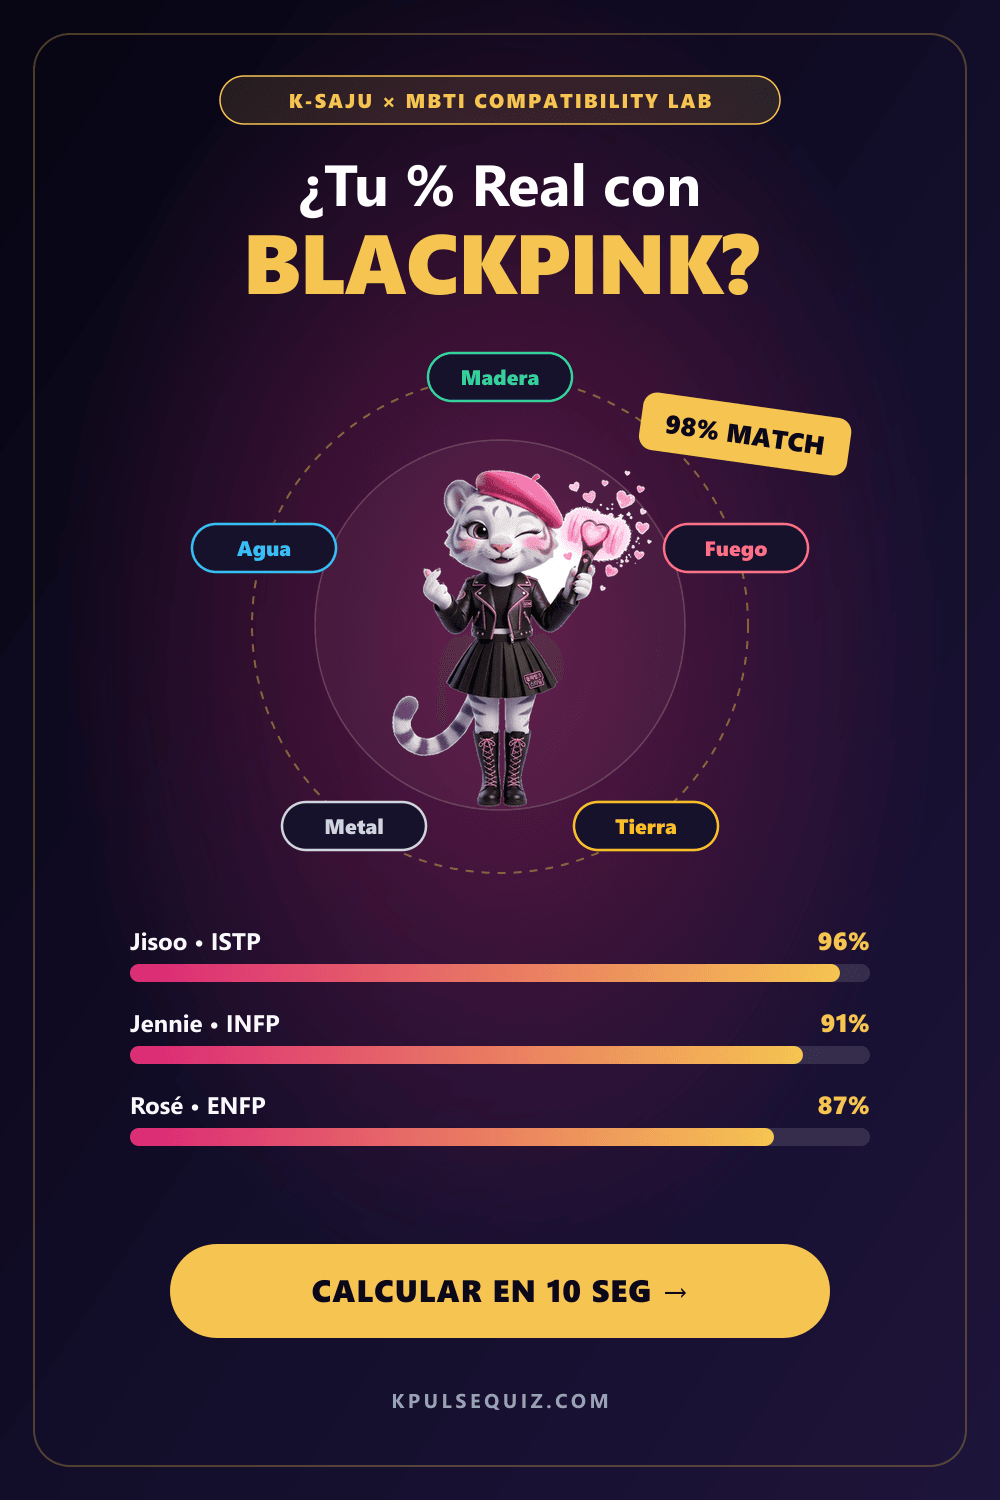 K-SAJU × MBTI COMPATIBILITY LAB
¿Tu % Real con
BLACKPINK?
Madera
98% MATCH
Agua
Fuego
Metal
Tierra
Jisoo • ISTP 96%
Jennie • INFP 91%
Rosé • ENFP 87%
CALCULAR EN 10 SEG →
KPULSEQUIZ.COM